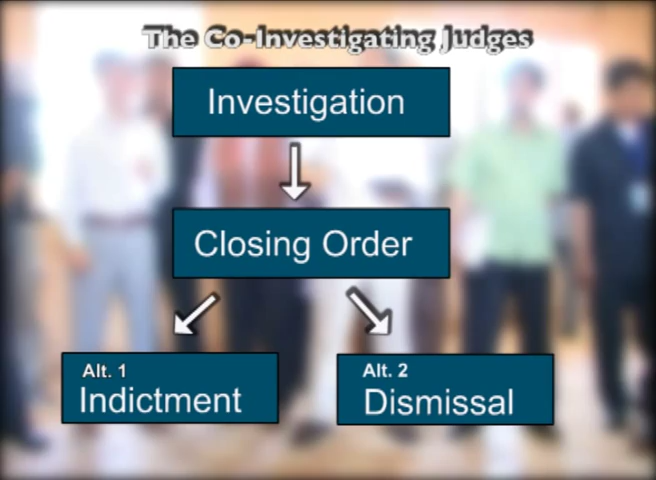 The Co-Investigating Judges
Investigation
Closing Order
Alt. 1
Indictment
Alt. 2
Dismissal